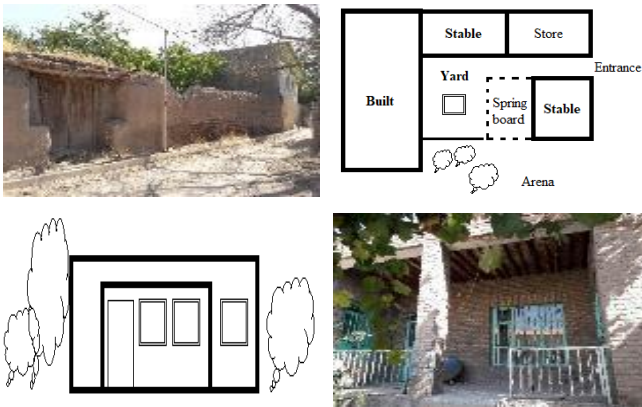 Stable
Store
Entrance
Yard
Built
Spring
board
Stable
Arena